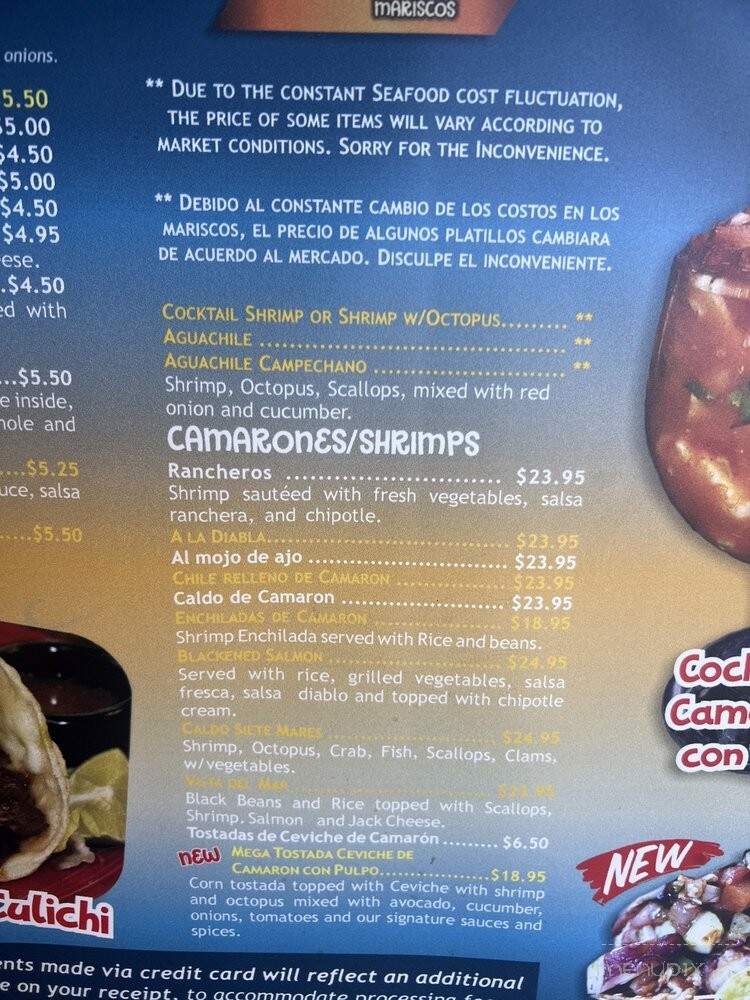 MARISCOS
onions.
5.50
$5.00
$4.50
$5.00
$4.50
$4.95
ese.
.$4.50
ed with
...$5.50
e inside,
nole and
....$5.25
uce, salsa
.....$5.50
** DUE TO THE CONSTANT SEAFOOD COST FLUCTUATION,
THE PRICE OF SOME ITEMS WILL VARY ACCORDING TO
MARKET CONDITIONS. SORRY FOR THE INCONVENIENCE.
** DEBIDO AL CONSTANTE CAMBIO DE LOS COSTOS EN LOS
MARISCOS, EL PRECIO DE ALGUNOS PLATILLOS CAMBIARA
DE ACUERDO AL MERCADO. DISCULPE EL INCONVENIENTE.
COCKTAIL SHRIMP OR SHRIMP W/OCTOPUS......... **
AGUACHILE ............................................. **
AGUACHILE CAMPECHANO ............................ **
Shrimp, Octopus, Scallops, mixed with red
onion and cucumber.
CAMARONES/SHRIMPS
Rancheros .............................. $23.95
Shrimp sautéed with fresh vegetables, salsa
ranchera, and chipotle.
A LA DIABLA....................................... $23.95
Al mojo de ajo ............................. $23.95
CHILE RELLENO DE CAMARON ................. $23.95
Caldo de Camaron ........................ $23.95
ENCHILADAS DE CAMARON ..................... $18.95
Shrimp Enchilada served with Rice and beans.
BLACKENED SALMON ............................ $24.95
Served with rice, grilled vegetables, salsa
fresca, salsa diablo and topped with chipotle
cream.
CALDO SIETE MARES ........................... $24.95
Shrimp, Octopus, Crab, Fish, Scallops, Clams,
w/vegetables.
VISTA DEL MAR
Black Beans and Rice topped with Scallops,
Shrimp. Salmon and Jack Cheese.
Tostadas de Ceviche de Camarón ......... $6.50
new MEGA TOSTADA CEVICHE DE
CAMARON CON PULPO....................$18.95
Corn tostada topped with Ceviche with shrimp
and octopus mixed with avocado, cucumber,
onions, tomatoes and our signature sauces and
spices.
Cocl
Cam
con
NEW
culichi
ents made via credit card will reflect an additional
e on your receipt, to accommodate processing
menupix